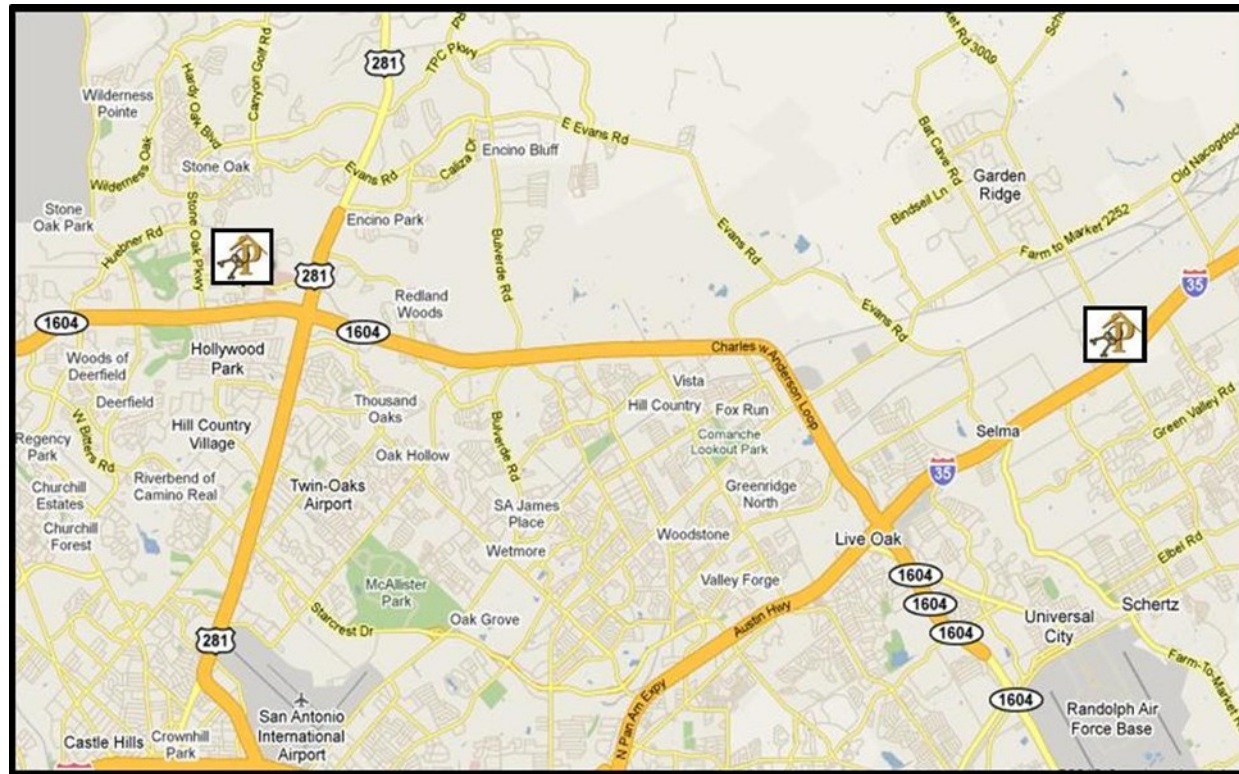 281
TPC Pkwy
Canyon Golf Rd
Hardy Oak Blvd
Wilderness
Pointe
Market Rd 3009
E Evans Rd
Encino Bluff
Caliza Dr
Bat Cave Rd
Old Nacogdoch
Stone Oak
Wilderness Oak
Evans Rd
Garden
Ridge
Bindseil Ln
Stone
Oak Park
Stone Oak Pkwy
Encino Park
Huebner Rd
P
281
Bulverde Rd
Evans Rd
Farm to Market 2252
35
Redland
Woods
Evans Rd
P
1604
1604
Hollywood
Park
Charles W Anderson Loop
Woods of
Deerfield
Deerfield
Vista
Thousand
Oaks
Hill Country
Fox Run
W Bitters Rd
Hill Country
Village
Bulverde Rd
Comanche
Lookout Park
Green Valley Rd
Selma
Regency
Park
Oak Hollow
35
Riverbend of
Camino Real
Twin-Oaks
Airport
Greenridge
North
Churchill
Estates
SA James
Place
Churchill
Forest
Woodstone
Live Oak
Wetmore
Elbel Rd
McAllister
Park
Valley Forge
1604
1604
1604
Austin Hwy
Starcrest Dr
Oak Grove
Universal
City
Schertz
281
Farm-To-Market R
N Pan Am Expy
1604
San Antonio
International
Airport
Randolph Air
Force Base
Castle Hills
Crownhill
Park